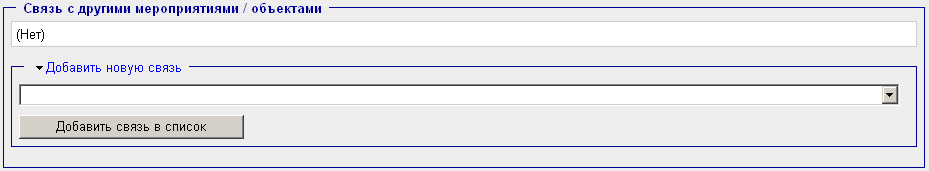 Связь с другими мероприятиями / объектами
(Нет)
Добавить новую связь
Добавить связь в список